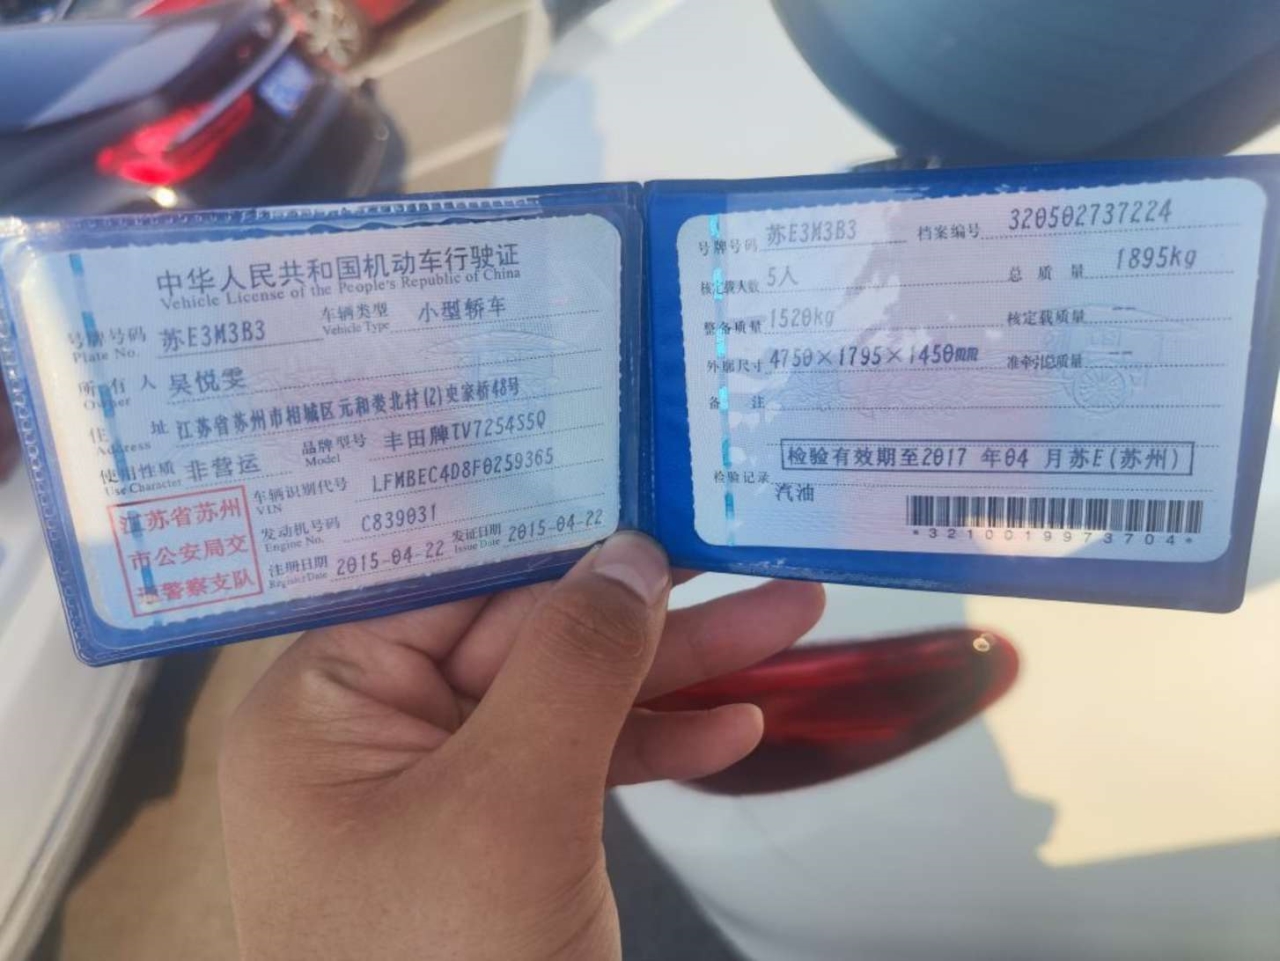 中华人民共和国机动车行驶证
Vehicle License of the People's Republic of China
号牌号码 苏E3M3B3 车辆类型 小型轿车
Plate No. Vehicle Type
所有人 吴悦雯
Owner
住址 江苏省苏州市相城区元和娄北村(2)史家桥48号
Address
使用性质 非营运 品牌型号 丰田牌TV7254S5Q
Use Character Model
江苏省苏州
市公安局交
警察支队
车辆识别代号 LFMBEC4D8F0259365
VIN
发动机号码 C839031
Engine No.
注册日期 2015-04-22 发证日期 2015-04-22
Register Date Issue Date
号牌号码 苏E3M3B3 档案编号 320502737224
核定载人数 5人 总质量 1895kg
整备质量 1520kg 核定载质量 --
外廓尺寸 4750×1795×1450mm 准牵引总质量 --
备注
检验有效期至2017 年04 月苏E(苏州)
检验记录
汽油
*3210019973704*